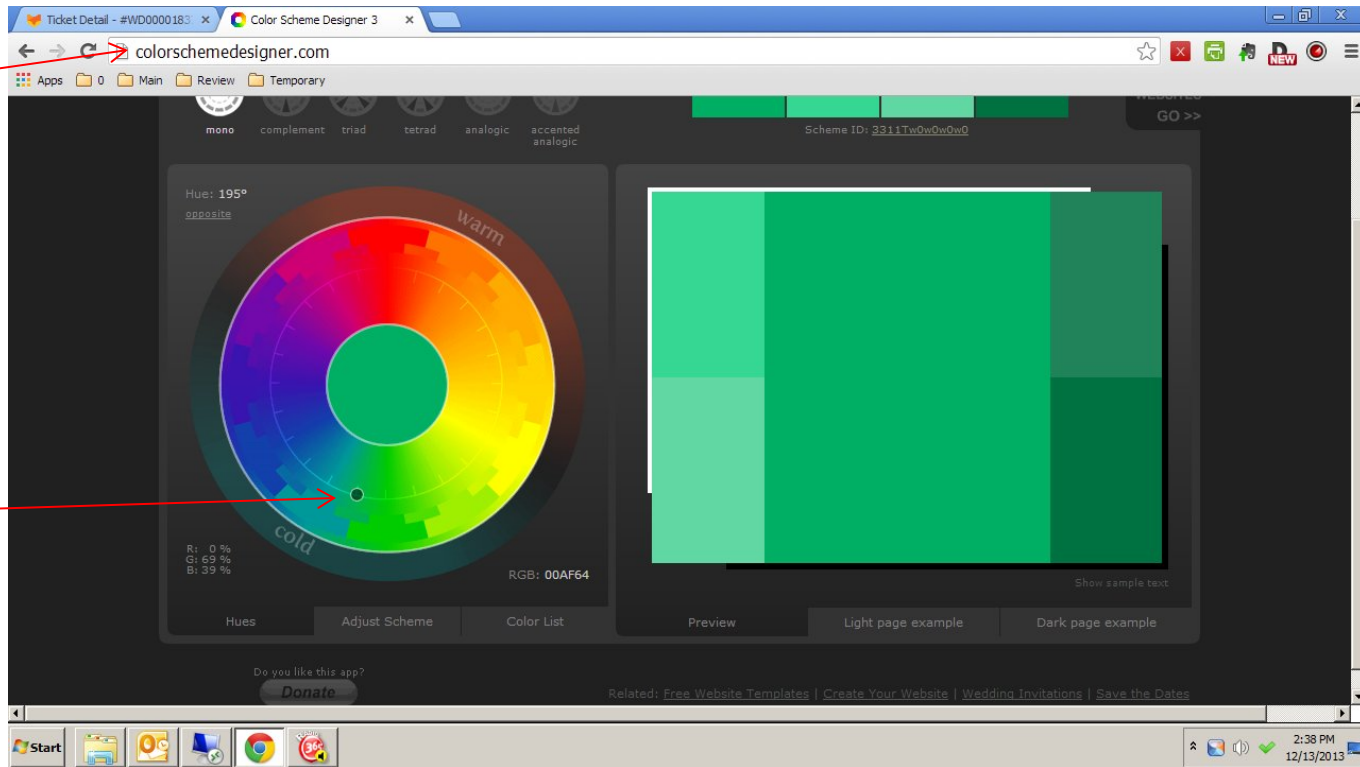 Ticket Detail - #WD0000183
Color Scheme Designer 3
colorschemedesigner.com
NEW
Apps 0 Main Review Temporary
WEBSITES
GO >>
mono complement triad tetrad analogic accented analogic
Scheme ID: 3311Tw0w0w0w0
Hue: 195°
opposite
warm
cold
R: 0 %
G: 69 %
B: 39 %
RGB: 00AF64
Show sample text
Hues Adjust Scheme Color List
Preview Light page example Dark page example
Do you like this app?
Donate
Related: Free Website Templates | Create Your Website | Wedding Invitations | Save the Dates
Start
2:38 PM
12/13/2013